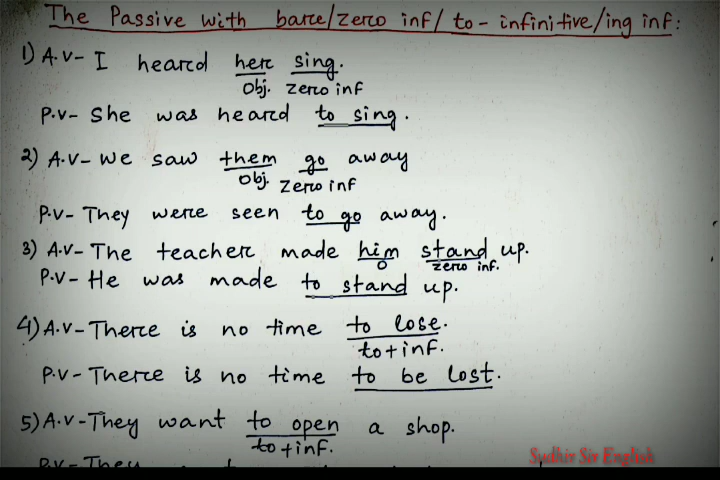 The Passive with bare/zero inf/to-infinitive/ing inf:
1) A.V- I heard her sing.
Obj. zero inf
P.V- She was heard to sing.
2) A.V- We saw them go away
Obj. zero inf
P.V- They were seen to go away.
3) A.V- The teacher made him stand up.
O zero inf.
P.V- He was made to stand up.
4) A.V- There is no time to lose.
to+inf.
P.V- There is no time to be lost.
5) A.V- They want to open a shop.
to+inf.
Sudhir Sir English
P.V- They